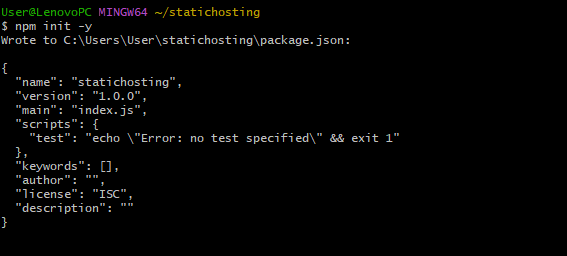 User@LenovoPC MINGW64 ~/statichosting
$ npm init -y
Wrote to C:\Users\User\statichosting\package.json:

{
  "name": "statichosting",
  "version": "1.0.0",
  "main": "index.js",
  "scripts": {
    "test": "echo \"Error: no test specified\" && exit 1"
  },
  "keywords": [],
  "author": "",
  "license": "ISC",
  "description": ""
}